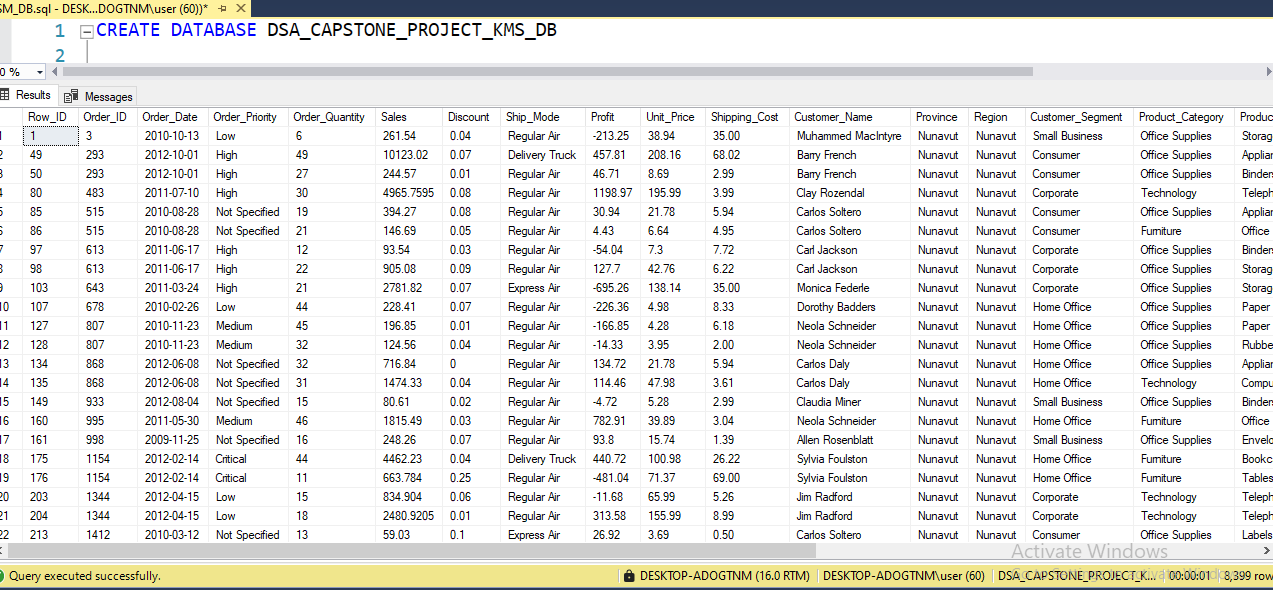 SM_DB.sql - DESK...DOGTNM\user (60))*
1 CREATE DATABASE DSA_CAPSTONE_PROJECT_KMS_DB
2
0 %
Results Messages
Row_ID Order_ID Order_Date Order_Priority Order_Quantity Sales Discount Ship_Mode Profit Unit_Price Shipping_Cost Customer_Name Province Region Customer_Segment Product_Category Produc
1 1 3 2010-10-13 Low 6 261.54 0.04 Regular Air -213.25 38.94 35.00 Muhammed MacIntyre Nunavut Nunavut Small Business Office Supplies Storag
2 49 293 2012-10-01 High 49 10123.02 0.07 Delivery Truck 457.81 208.16 68.02 Barry French Nunavut Nunavut Consumer Office Supplies Applian
3 50 293 2012-10-01 High 27 244.57 0.01 Regular Air 46.71 8.69 2.99 Barry French Nunavut Nunavut Consumer Office Supplies Binders
4 80 483 2011-07-10 High 30 4965.7595 0.08 Regular Air 1198.97 195.99 3.99 Clay Rozendal Nunavut Nunavut Corporate Technology Teleph
5 85 515 2010-08-28 Not Specified 19 394.27 0.08 Regular Air 30.94 21.78 5.94 Carlos Soltero Nunavut Nunavut Consumer Office Supplies Applian
6 86 515 2010-08-28 Not Specified 21 146.69 0.05 Regular Air 4.43 6.64 4.95 Carlos Soltero Nunavut Nunavut Consumer Furniture Office
7 97 613 2011-06-17 High 12 93.54 0.03 Regular Air -54.04 7.3 7.72 Carl Jackson Nunavut Nunavut Corporate Office Supplies Binders
8 98 613 2011-06-17 High 22 905.08 0.09 Regular Air 127.7 42.76 6.22 Carl Jackson Nunavut Nunavut Corporate Office Supplies Storag
9 103 643 2011-03-24 High 21 2781.82 0.07 Express Air -695.26 138.14 35.00 Monica Federle Nunavut Nunavut Corporate Office Supplies Storag
10 107 678 2010-02-26 Low 44 228.41 0.07 Regular Air -226.36 4.98 8.33 Dorothy Badders Nunavut Nunavut Home Office Office Supplies Paper
11 127 807 2010-11-23 Medium 45 196.85 0.01 Regular Air -166.85 4.28 6.18 Neola Schneider Nunavut Nunavut Home Office Office Supplies Paper
12 128 807 2010-11-23 Medium 32 124.56 0.04 Regular Air -14.33 3.95 2.00 Neola Schneider Nunavut Nunavut Home Office Office Supplies Rubbe
13 134 868 2012-06-08 Not Specified 32 716.84 0 Regular Air 134.72 21.78 5.94 Carlos Daly Nunavut Nunavut Home Office Office Supplies Applian
14 135 868 2012-06-08 Not Specified 31 1474.33 0.04 Regular Air 114.46 47.98 3.61 Carlos Daly Nunavut Nunavut Home Office Technology Compu
15 149 933 2012-08-04 Not Specified 15 80.61 0.02 Regular Air -4.72 5.28 2.99 Claudia Miner Nunavut Nunavut Small Business Office Supplies Binders
16 160 995 2011-05-30 Medium 46 1815.49 0.03 Regular Air 782.91 39.89 3.04 Neola Schneider Nunavut Nunavut Home Office Furniture Office
17 161 998 2009-11-25 Not Specified 16 248.26 0.07 Regular Air 93.8 15.74 1.39 Allen Rosenblatt Nunavut Nunavut Small Business Office Supplies Envelo
18 175 1154 2012-02-14 Critical 44 4462.23 0.04 Delivery Truck 440.72 100.98 26.22 Sylvia Foulston Nunavut Nunavut Home Office Furniture Bookc
19 176 1154 2012-02-14 Critical 11 663.784 0.25 Regular Air -481.04 71.37 69.00 Sylvia Foulston Nunavut Nunavut Home Office Furniture Tables
20 203 1344 2012-04-15 Low 15 834.904 0.06 Regular Air -11.68 65.99 5.26 Jim Radford Nunavut Nunavut Corporate Technology Teleph
21 204 1344 2012-04-15 Low 18 2480.9205 0.01 Regular Air 313.58 155.99 8.99 Jim Radford Nunavut Nunavut Corporate Technology Teleph
22 213 1412 2010-03-12 Not Specified 13 59.03 0.1 Express Air 26.92 3.69 0.50 Carlos Soltero Nunavut Nunavut Consumer Office Supplies Labels
Activate Windows
Query executed successfully. DESKTOP-ADOGTNM (16.0 RTM) DESKTOP-ADOGTNM\user (60) DSA_CAPSTONE_PROJECT_K... 00:00:01 8,399 row